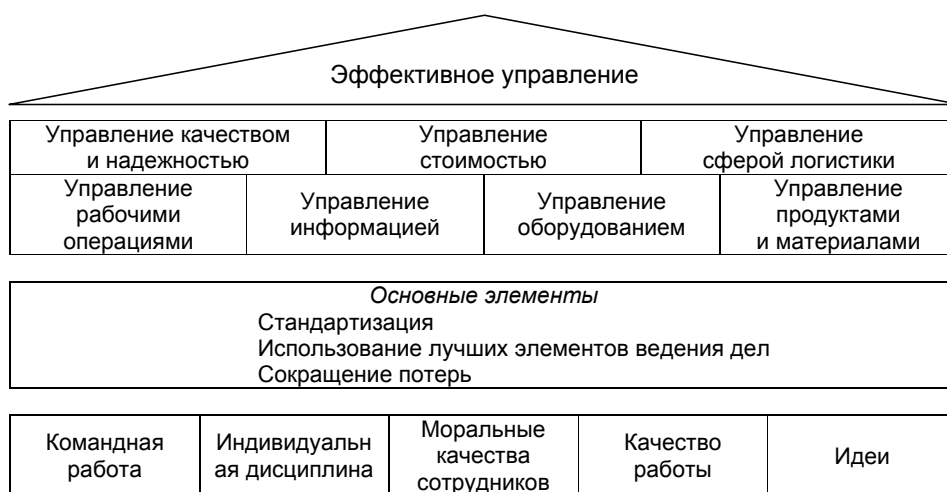 Эффективное управление
Управление качеством
и надежностью
Управление
стоимостью
Управление
сферой логистики
Управление
рабочими
операциями
Управление
информацией
Управление
оборудованием
Управление
продуктами
и материалами
Основные элементы
Стандартизация
Использование лучших элементов ведения дел
Сокращение потерь
Командная
работа
Индивидуальн
ая дисциплина
Моральные
качества
сотрудников
Качество
работы
Идеи